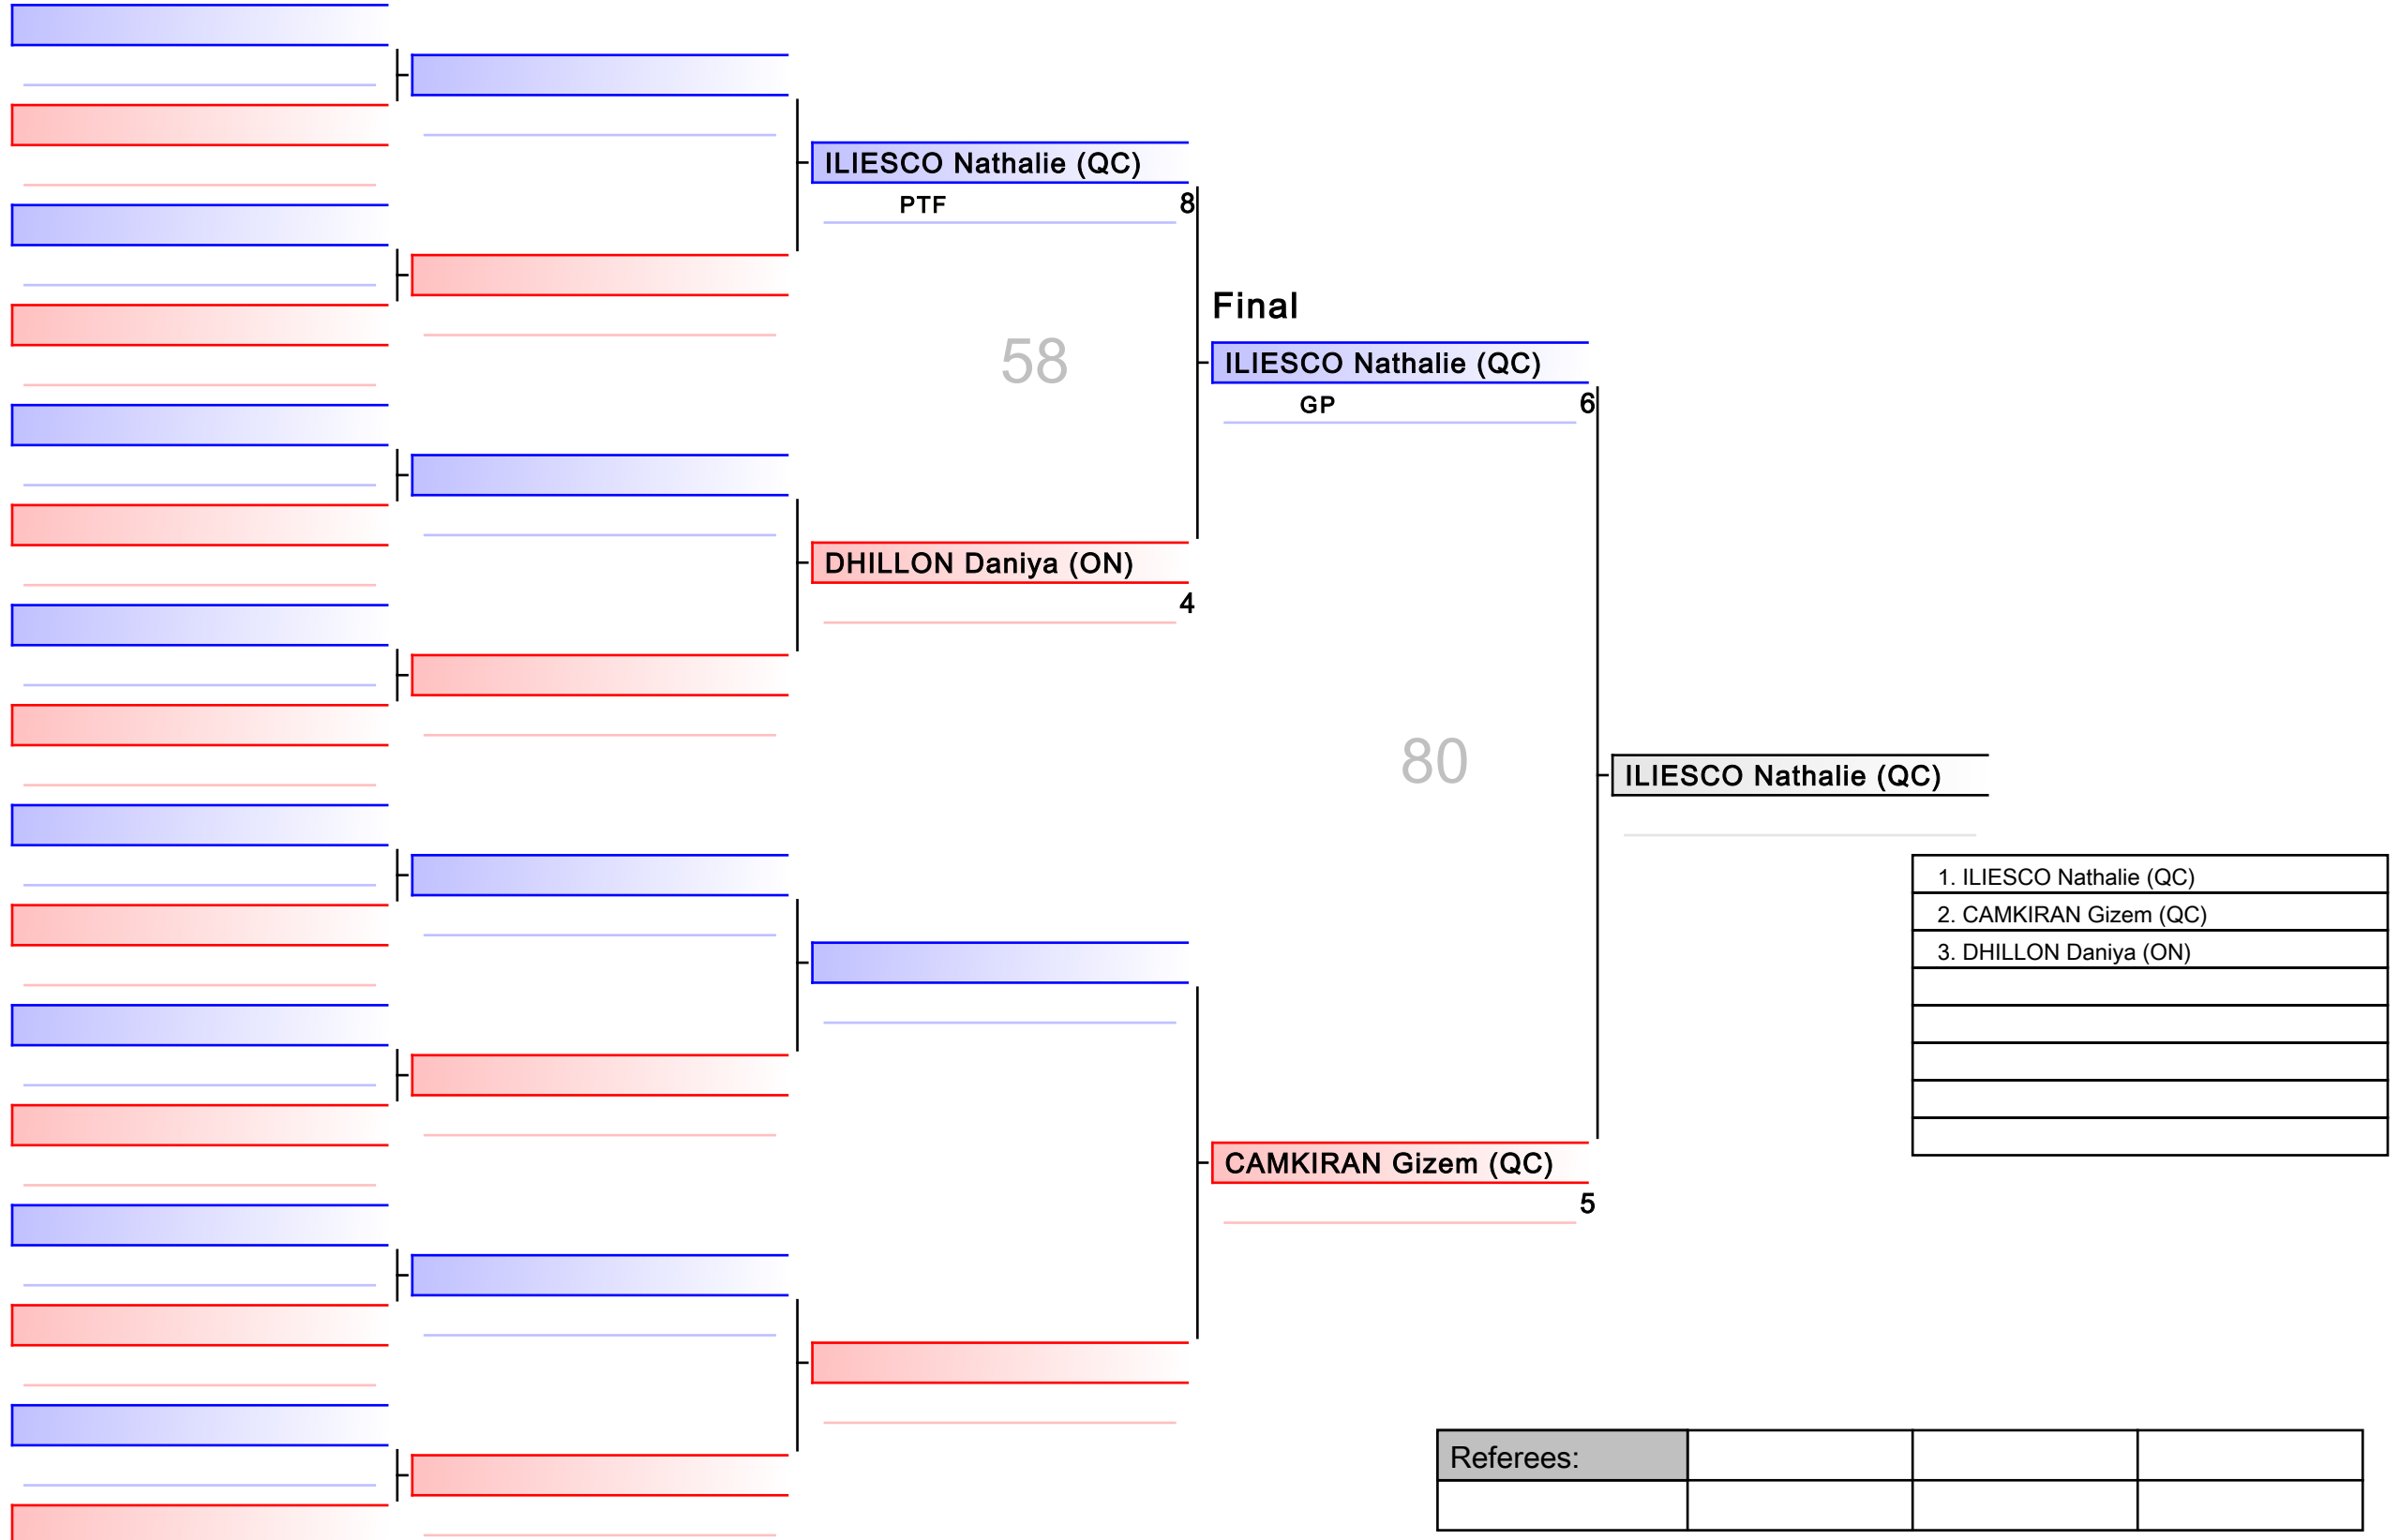 ILIESCO Nathalie (QC)
PTF 8
58
DHILLON Daniya (ON)
4
Final
ILIESCO Nathalie (QC)
GP 6
80
CAMKIRAN Gizem (QC)
5
ILIESCO Nathalie (QC)
1. ILIESCO Nathalie (QC)
2. CAMKIRAN Gizem (QC)
3. DHILLON Daniya (ON)
Referees: